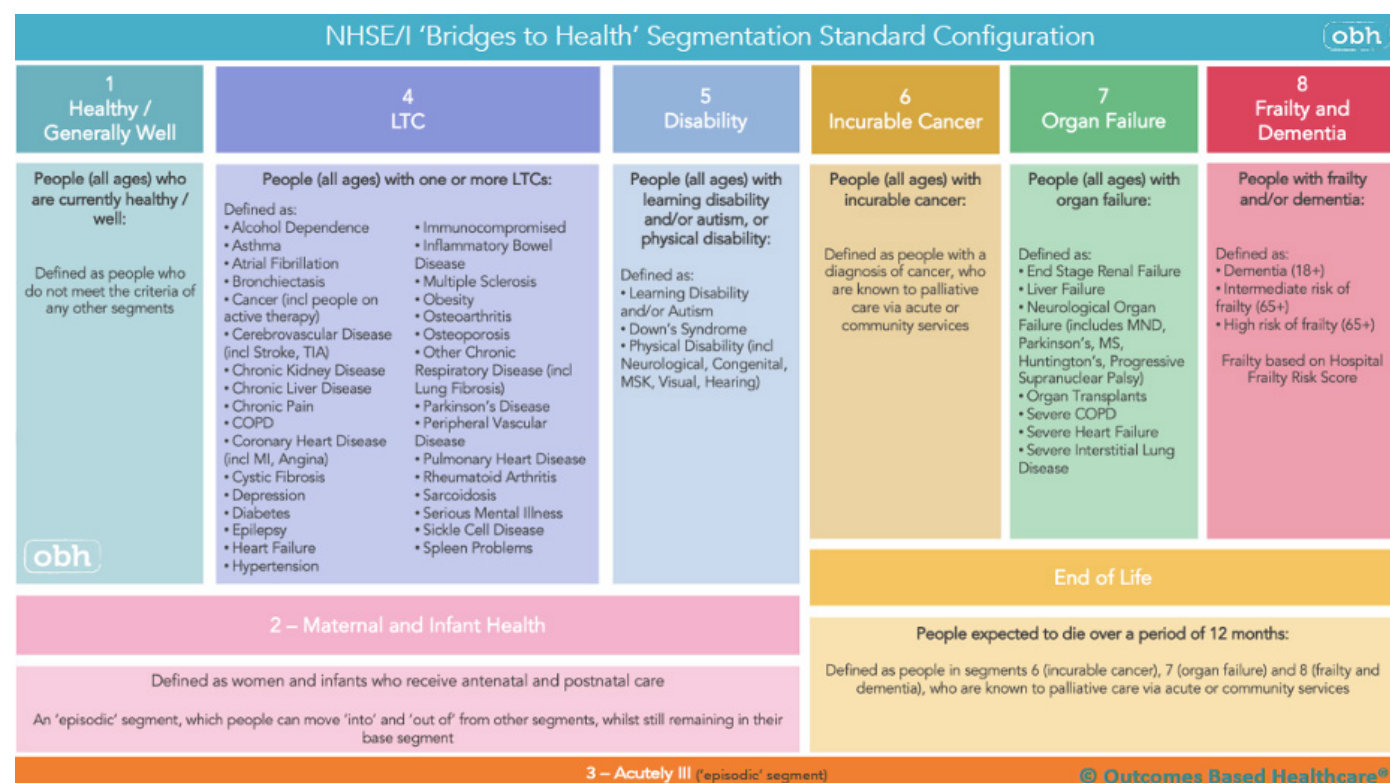 NHSE/I 'Bridges to Health' Segmentation Standard Configuration
obh
1
Healthy /
Generally Well
People (all ages) who
are currently healthy /
well:
Defined as people who
do not meet the criteria of
any other segments
obh
4
LTC
People (all ages) with one or more LTCs:
Defined as:
• Alcohol Dependence
• Asthma
• Atrial Fibrillation
• Bronchiectasis
• Cancer (incl people on
active therapy)
• Cerebrovascular Disease
(incl Stroke, TIA)
• Chronic Kidney Disease
• Chronic Liver Disease
• Chronic Pain
• COPD
• Coronary Heart Disease
(incl MI, Angina)
• Cystic Fibrosis
• Depression
• Diabetes
• Epilepsy
• Heart Failure
• Hypertension
• Immunocompromised
• Inflammatory Bowel
Disease
• Multiple Sclerosis
• Obesity
• Osteoarthritis
• Osteoporosis
• Other Chronic
Respiratory Disease (incl
Lung Fibrosis)
• Parkinson's Disease
• Peripheral Vascular
Disease
• Pulmonary Heart Disease
• Rheumatoid Arthritis
• Sarcoidosis
• Serious Mental Illness
• Sickle Cell Disease
• Spleen Problems
5
Disability
People (all ages) with
learning disability
and/or autism, or
physical disability:
Defined as:
• Learning Disability
and/or Autism
• Down's Syndrome
• Physical Disability (incl
Neurological, Congenital,
MSK, Visual, Hearing)
6
Incurable Cancer
People (all ages) with
incurable cancer:
Defined as people with a
diagnosis of cancer, who
are known to palliative
care via acute or
community services
7
Organ Failure
People (all ages) with
organ failure:
Defined as:
• End Stage Renal Failure
• Liver Failure
• Neurological Organ
Failure (includes MND,
Parkinson's, MS,
Huntington's, Progressive
Supranuclear Palsy)
• Organ Transplants
• Severe COPD
• Severe Heart Failure
• Severe Interstitial Lung
Disease
8
Frailty and
Dementia
People with frailty
and/or dementia:
Defined as:
• Dementia (18+)
• Intermediate risk of
frailty (65+)
• High risk of frailty (65+)
Frailty based on Hospital
Frailty Risk Score
2 – Maternal and Infant Health
Defined as women and infants who receive antenatal and postnatal care
An 'episodic' segment, which people can move 'into' and 'out of' from other segments, whilst still remaining in their
base segment
End of Life
People expected to die over a period of 12 months:
Defined as people in segments 6 (incurable cancer), 7 (organ failure) and 8 (frailty and
dementia), who are known to palliative care via acute or community services
3 – Acutely Ill ('episodic' segment)
© Outcomes Based Healthcare®